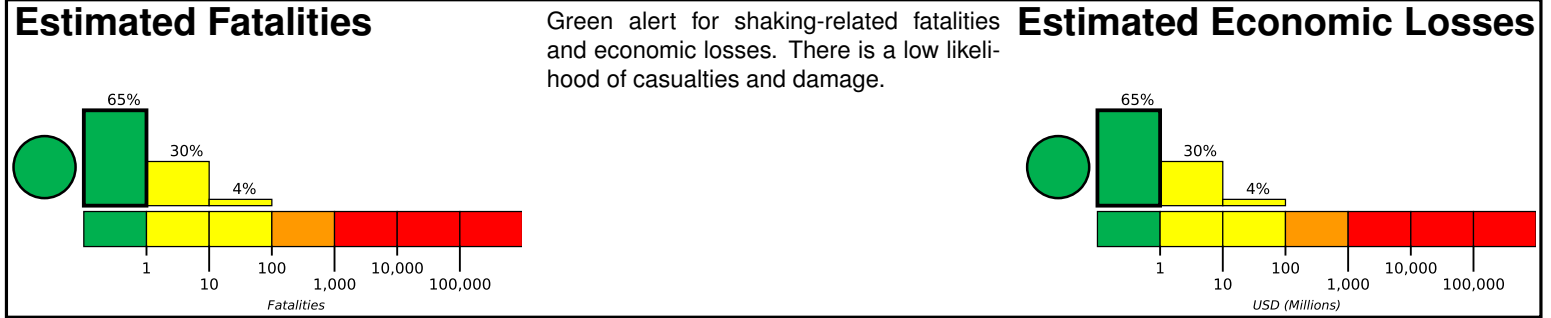 Estimated Fatalities
65%
30%
4%
1
10
100
1,000
10,000
100,000
Fatalities
Green alert for shaking-related fatalities
and economic losses. There is a low likeli-
hood of casualties and damage.
Estimated Economic Losses
65%
30%
4%
1
10
100
1,000
10,000
100,000
USD (Millions)